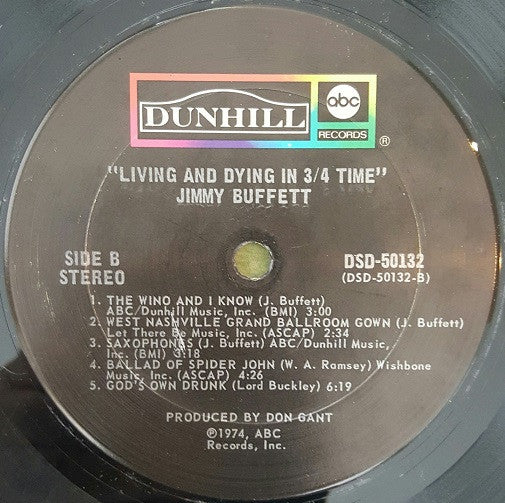 DUNHILL
abc
RECORDS
®
"LIVING AND DYING IN 3/4 TIME"
JIMMY BUFFETT
SIDE B
STEREO
DSD-50132
(DSD-50132-B)
1. THE WINO AND I KNOW (J. Buffett)
ABC/Dunhill Music, Inc. (BMI) 3:00
2. WEST NASHVILLE GRAND BALLROOM GOWN (J. Buffett)
Let There Be Music, Inc. (ASCAP) 2:34
3. SAXOPHONES (J. Buffett) ABC/Dunhill Music,
Inc. (BMI) 3:18
4. BALLAD OF SPIDER JOHN (W. A. Ramsey) Wishbone
Music, Inc. (ASCAP) 4:26
5. GOD'S OWN DRUNK (Lord Buckley) 6:19
PRODUCED BY DON GANT
℗1974, ABC
Records, Inc.